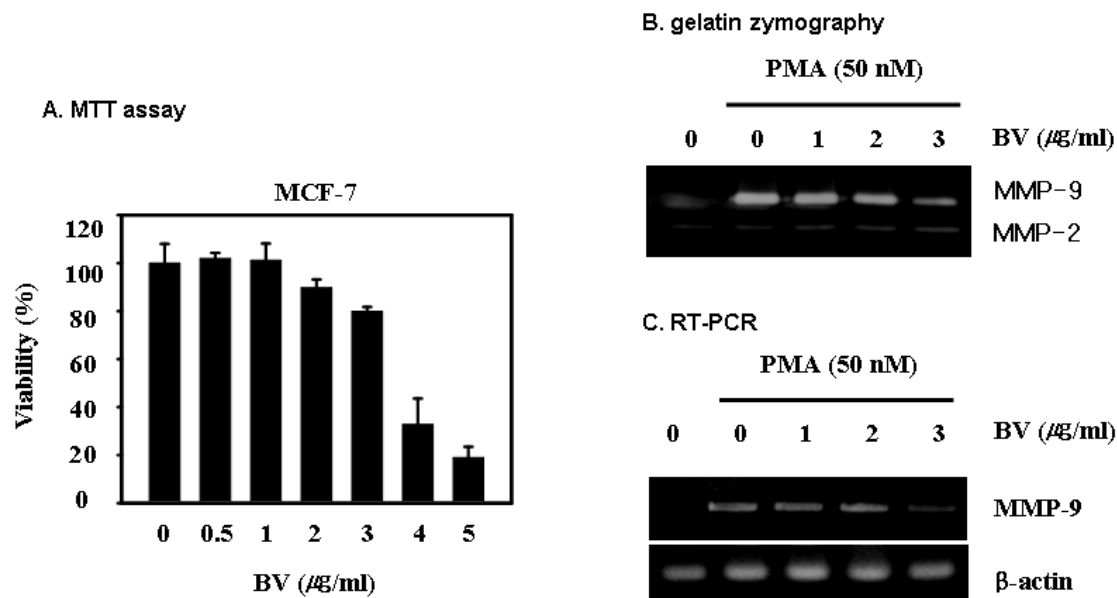 A. MTT assay
MCF-7
120
100
80
60
40
20
0
Viability (%)
0 0.5 1 2 3 4 5
BV (㎍/ml)
B. gelatin zymography
PMA (50 nM)
0 0 1 2 3 BV (㎍/ml)
MMP-9
MMP-2
C. RT-PCR
PMA (50 nM)
0 0 1 2 3 BV (㎍/ml)
MMP-9
β-actin